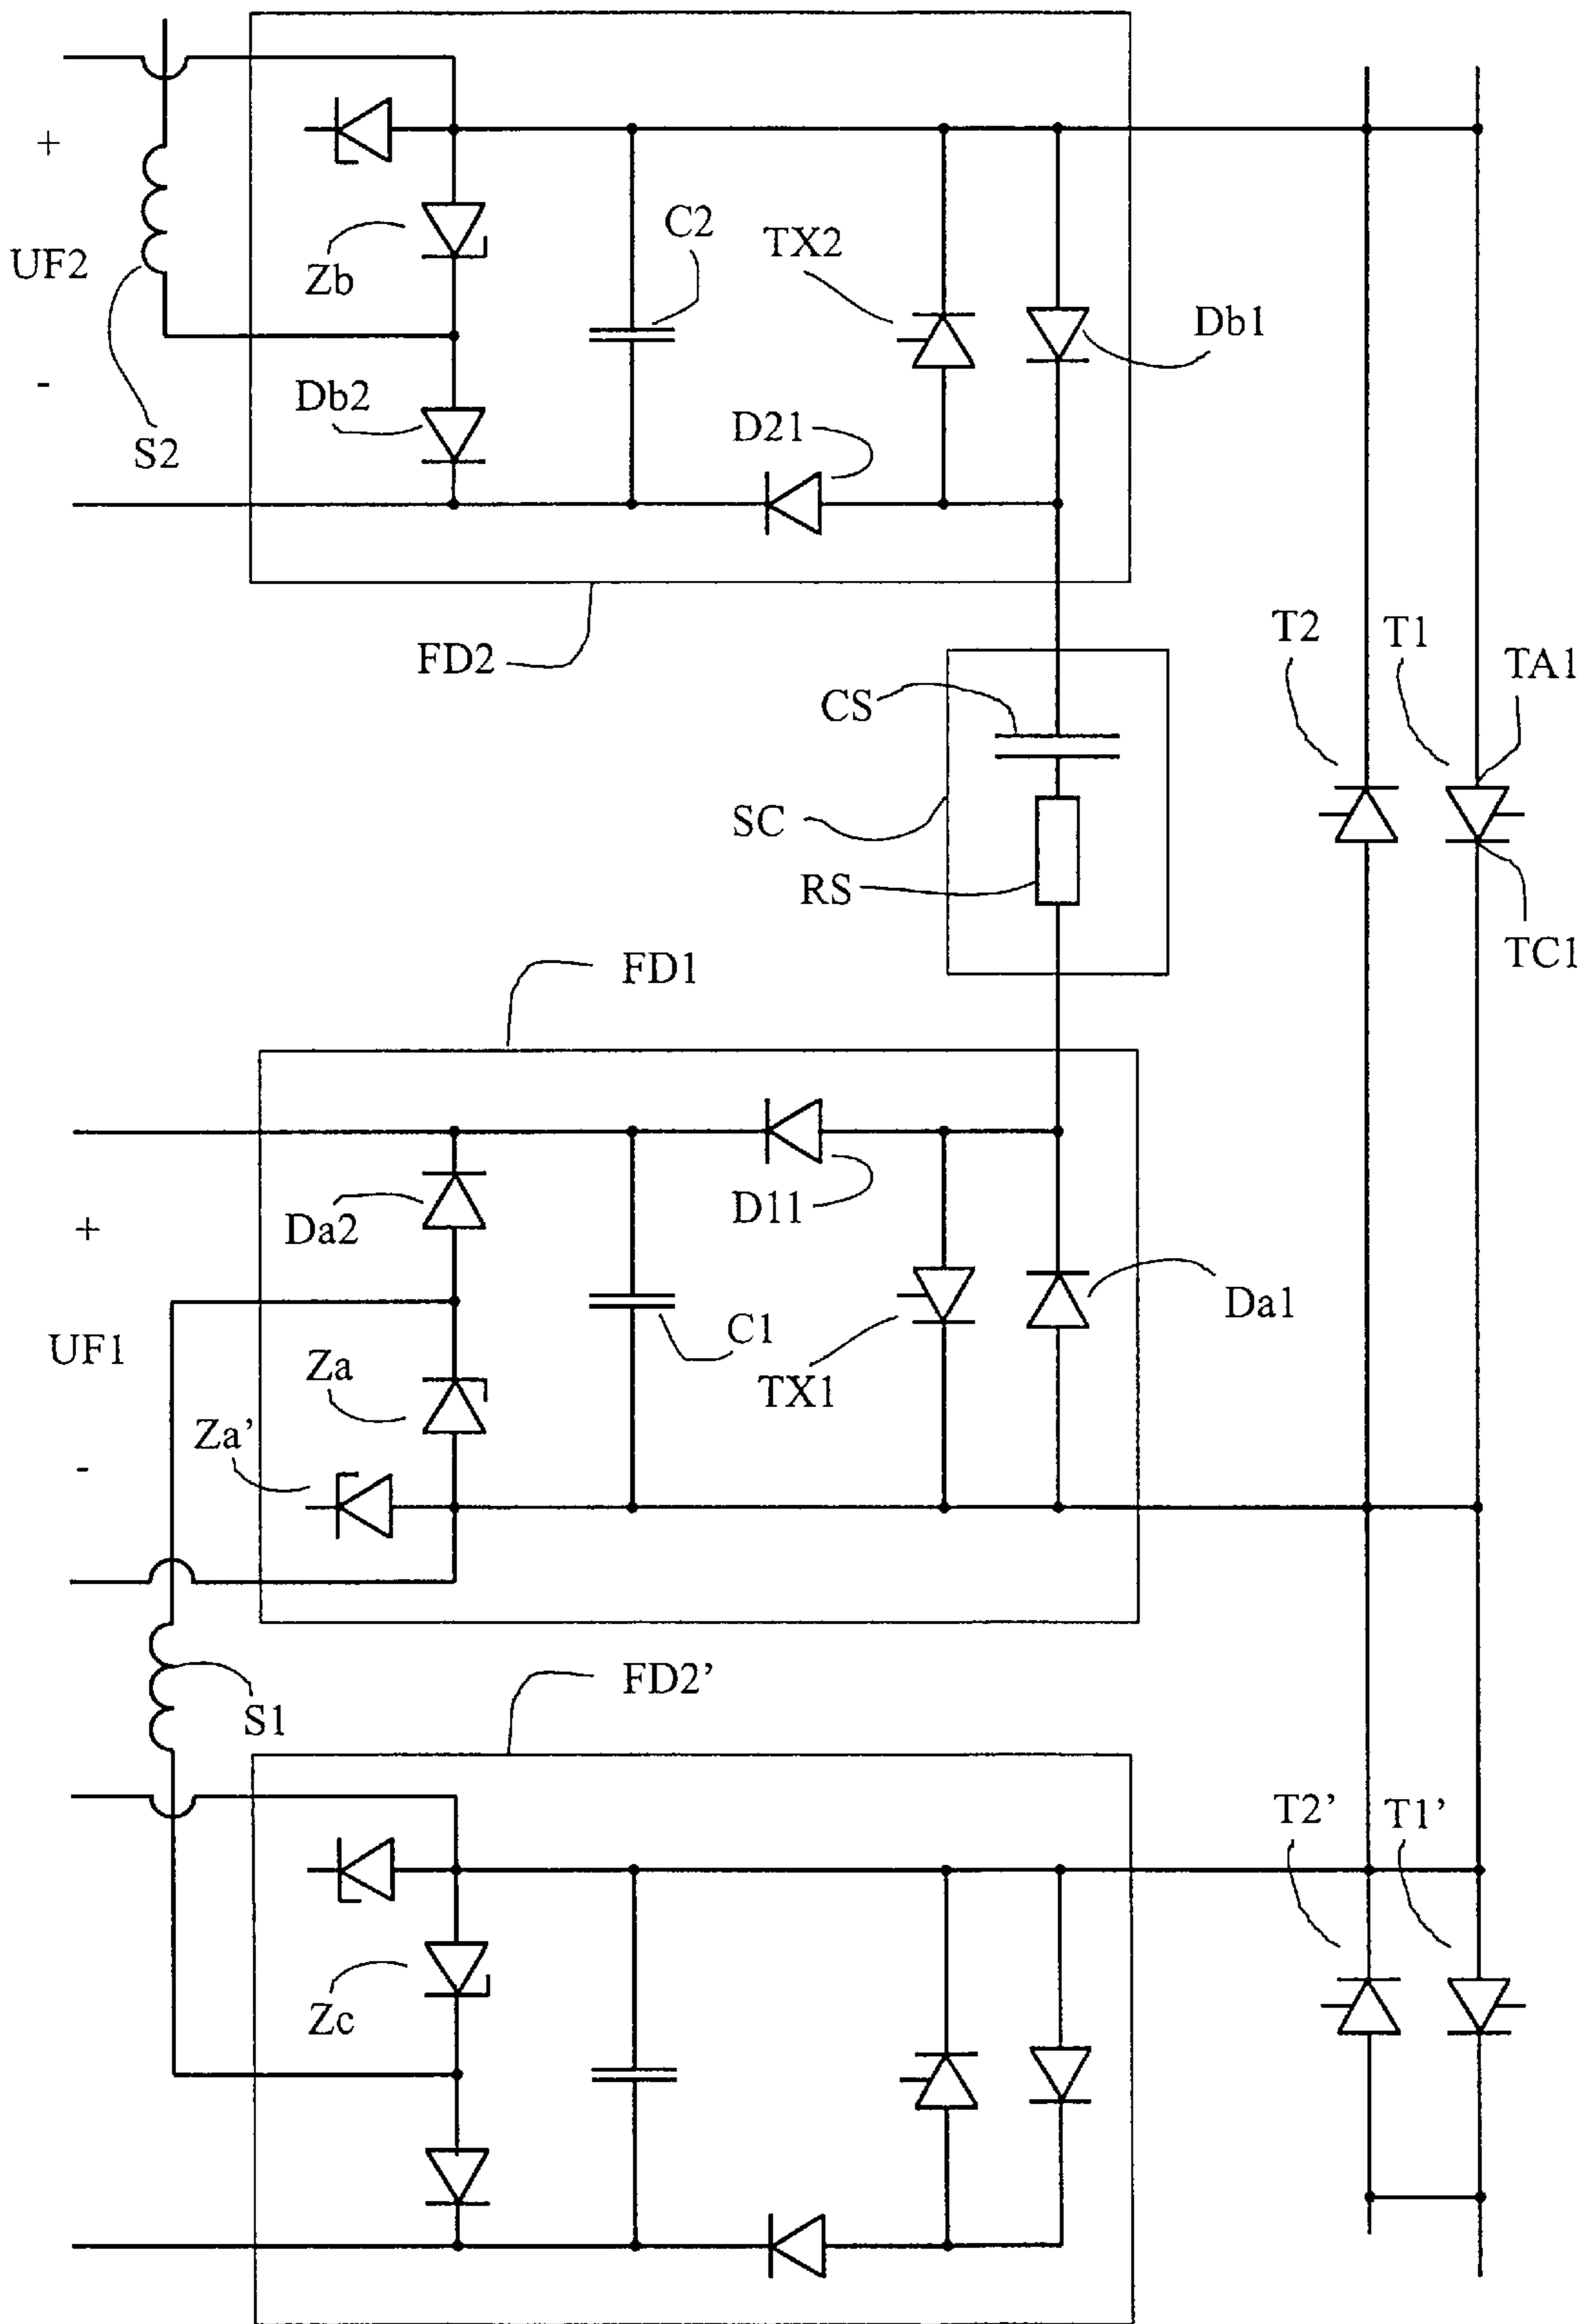 +
UF2
-
S2
Zb
Db2
C2
TX2
D21
Db1
FD2
T2
T1
TA1
CS
SC
RS
TC1
FD1
Da2
D11
+
UF1
-
Za
Za’
C1
TX1
Da1
S1
FD2’
T2’
T1’
Zc